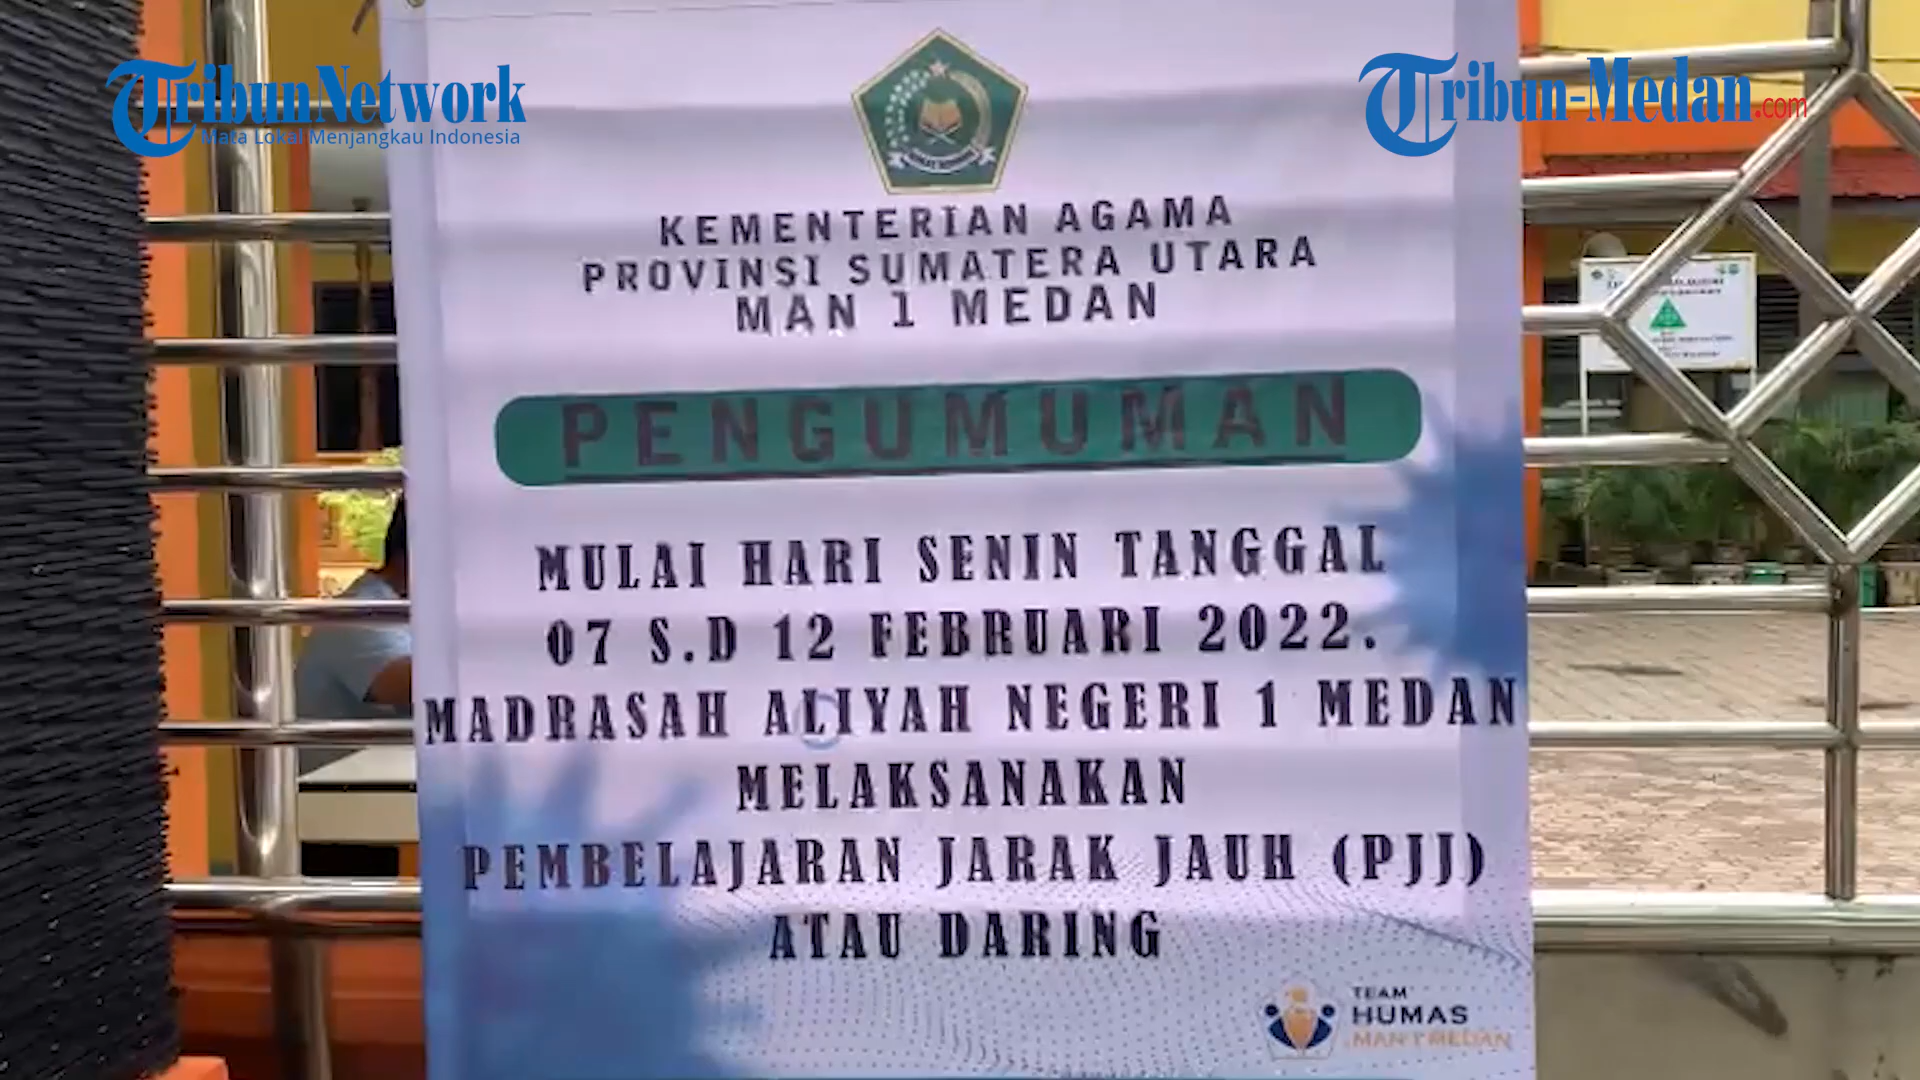 TribunNetwork
Mata Lokal Menjangkau Indonesia
Tribun-Medan.com
KEMENTERIAN AGAMA
PROVINSI SUMATERA UTARA
MAN 1 MEDAN
PENGUMUMAN
MULAI HARI SENIN TANGGAL
07 S.D 12 FEBRUARI 2022.
MADRASAH ALIYAH NEGERI 1 MEDAN
MELAKSANAKAN
PEMBELAJARAN JARAK JAUH (PJJ)
ATAU DARING
TEAM
HUMAS
MAN 1 MEDAN